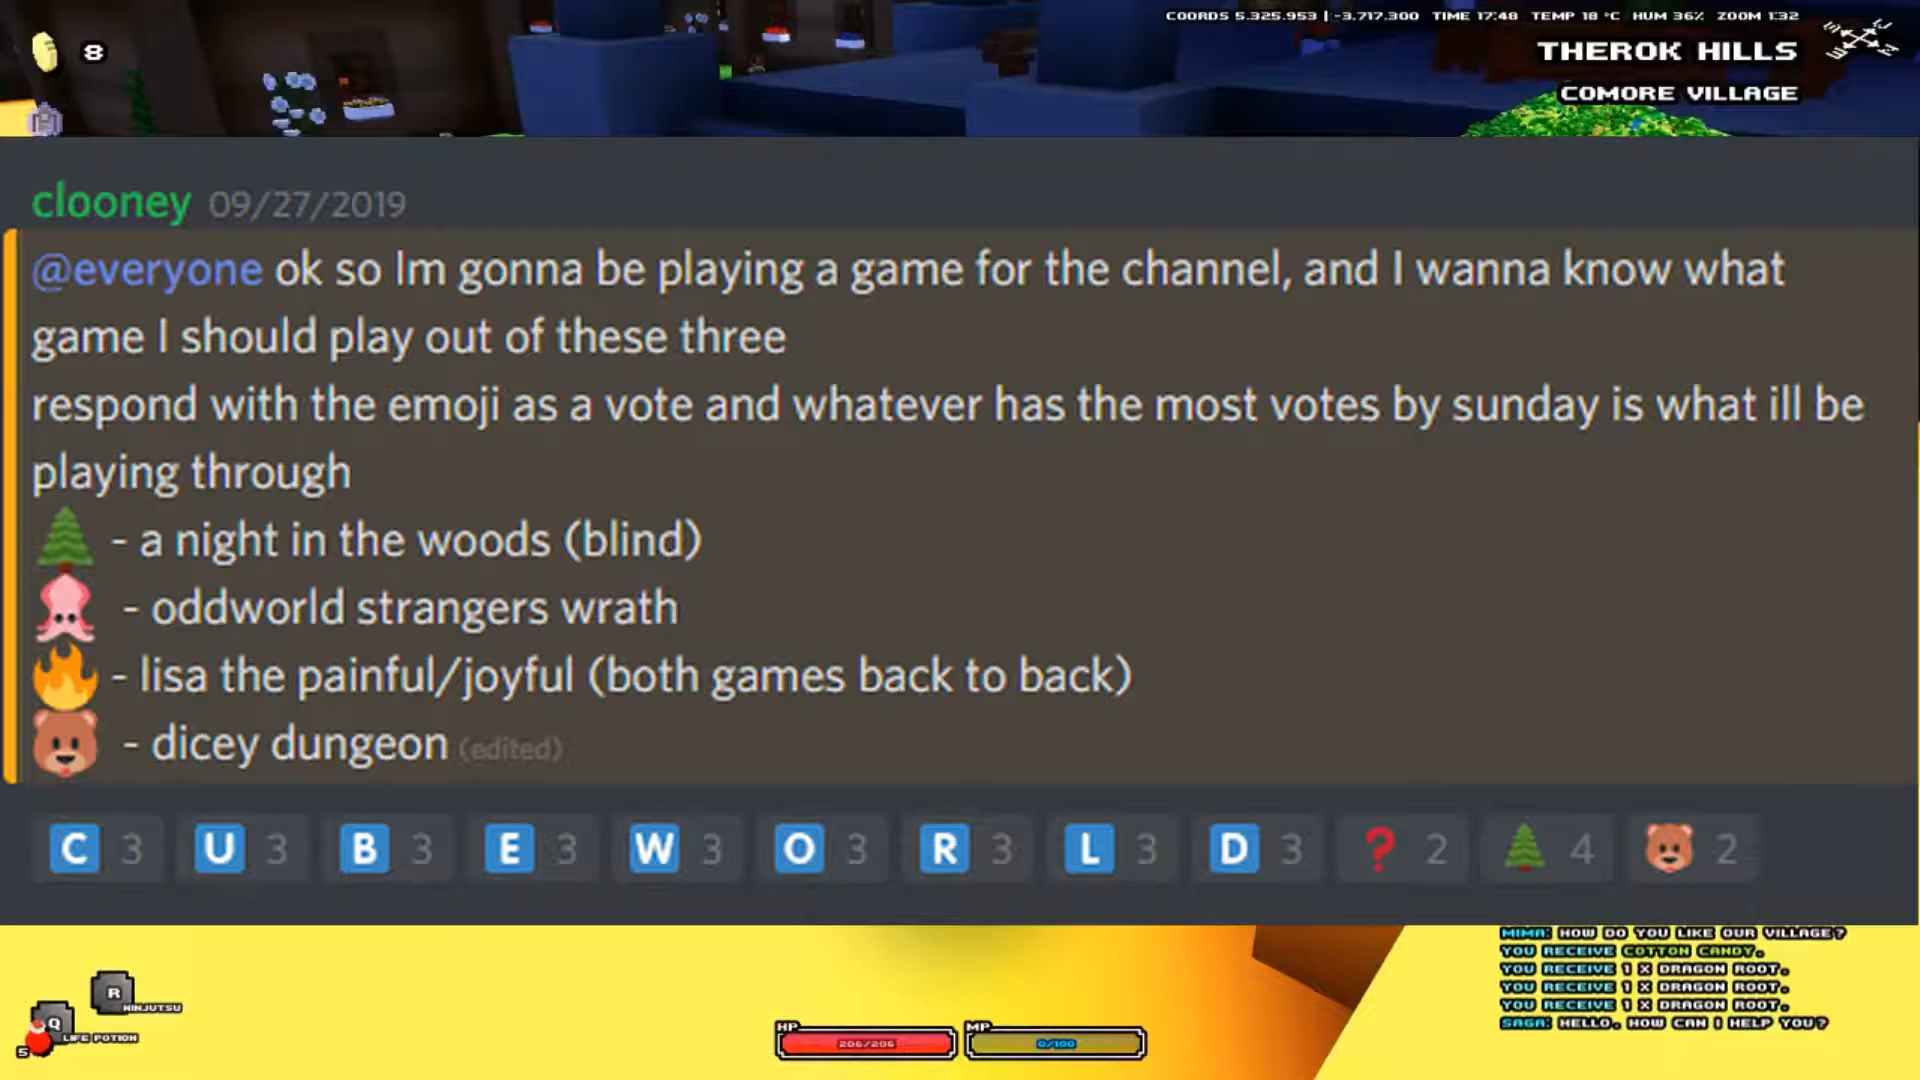 8
COORDS 5.325.953 | -3.717.300 TIME 17:48 TEMP 18 °C HUM 36% ZOOM 1:32
THEROK HILLS
COMORE VILLAGE
clooney 09/27/2019
@everyone ok so Im gonna be playing a game for the channel, and I wanna know what
game I should play out of these three
respond with the emoji as a vote and whatever has the most votes by sunday is what ill be
playing through
🌲 - a night in the woods (blind)
🦑 - oddworld strangers wrath
🔥 - lisa the painful/joyful (both games back to back)
🐻 - dicey dungeon (edited)
C 3 U 3 B 3 E 3 W 3 O 3 R 3 L 3 D 3 ❓ 2 🌲 4 🐻 2
MIMA: HOW DO YOU LIKE OUR VILLAGE?
YOU RECEIVE COTTON CANDY.
YOU RECEIVE 1 X DRAGON ROOT.
YOU RECEIVE 1 X DRAGON ROOT.
YOU RECEIVE 1 X DRAGON ROOT.
SAGA: HELLO. HOW CAN I HELP YOU?
R NINJUTSU
Q LIFE POTION
5
HP 206/206
MP 0/100